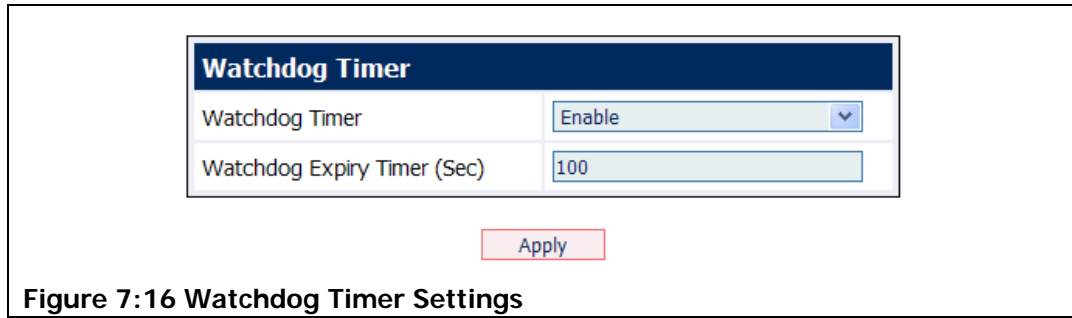 Watchdog Timer
Watchdog Timer Enable
Watchdog Expiry Timer (Sec) 100
Apply
Figure 7:16 Watchdog Timer Settings